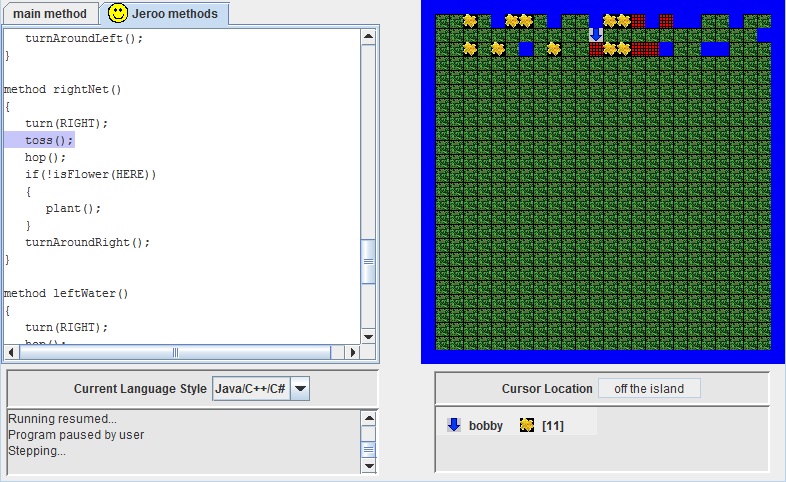 main method
Jeroo methods
turnAroundLeft();
}
method rightNet()
{
turn(RIGHT);
toss();
hop();
if(!isFlower(HERE))
{
plant();
}
turnAroundRight();
}
method leftWater()
{
turn(RIGHT);
hop();
Current Language Style
Java/C++/C#
Running resumed...
Program paused by user
Stepping...
Cursor Location
off the island
bobby [11]